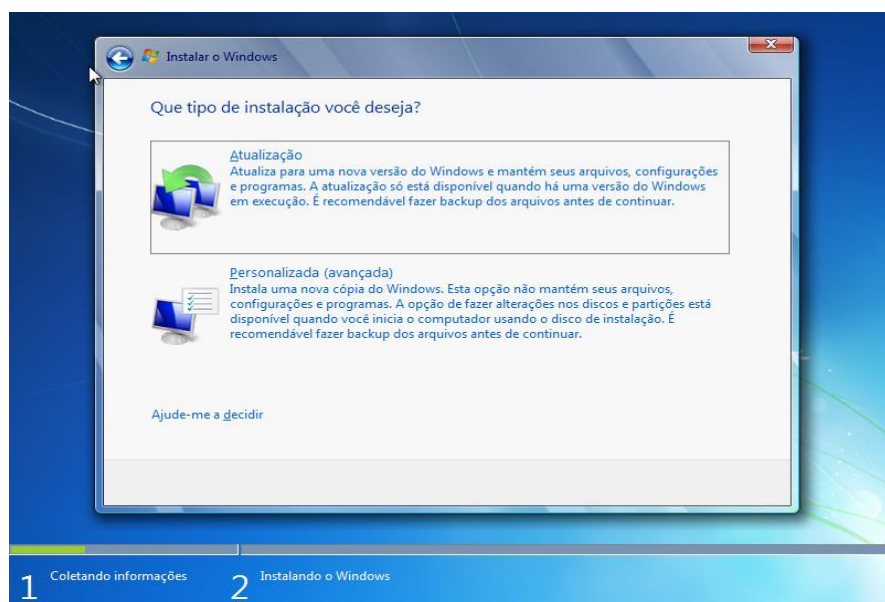 Instalar o Windows
Que tipo de instalação você deseja?
Atualização
Atualiza para uma nova versão do Windows e mantém seus arquivos, configurações
e programas. A atualização só está disponível quando há uma versão do Windows
em execução. É recomendável fazer backup dos arquivos antes de continuar.
Personalizada (avançada)
Instala uma nova cópia do Windows. Esta opção não mantém seus arquivos,
configurações e programas. A opção de fazer alterações nos discos e partições está
disponível quando você inicia o computador usando o disco de instalação. É
recomendável fazer backup dos arquivos antes de continuar.
Ajude-me a decidir
1 Coletando informações 2 Instalando o Windows